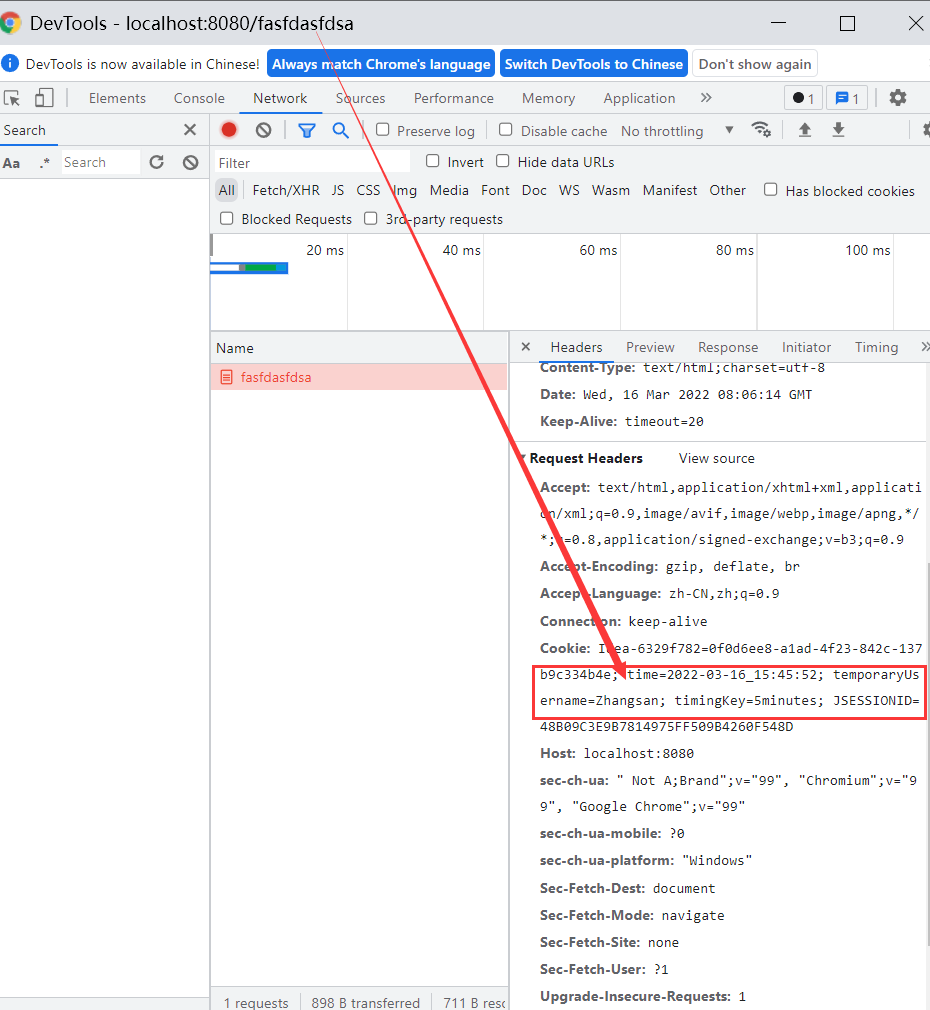 DevTools - localhost:8080/fasfdasfdsa
DevTools is now available in Chinese! Always match Chrome's language Switch DevTools to Chinese Don't show again
Elements Console Network Sources Performance Memory Application » 1 1
Search Preserve log Disable cache No throttling
Aa .* Search Filter Invert Hide data URLs
All Fetch/XHR JS CSS Img Media Font Doc WS Wasm Manifest Other Has blocked cookies
Blocked Requests 3rd-party requests
20 ms 40 ms 60 ms 80 ms 100 ms
Name × Headers Preview Response Initiator Timing »
fasfdasfdsa
Content-Type: text/html;charset=utf-8
Date: Wed, 16 Mar 2022 08:06:14 GMT
Keep-Alive: timeout=20
Request Headers View source
Accept: text/html,application/xhtml+xml,applicati
on/xml;q=0.9,image/avif,image/webp,image/apng,*/
*;q=0.8,application/signed-exchange;v=b3;q=0.9
Accept-Encoding: gzip, deflate, br
Accept-Language: zh-CN,zh;q=0.9
Connection: keep-alive
Cookie: Idea-6329f782=0f0d6ee8-a1ad-4f23-842c-137
b9c334b4e; time=2022-03-16_15:45:52; temporaryUs
ername=Zhangsan; timingKey=5minutes; JSESSIONID=
48B09C3E9B7814975FF509B4260F548D
Host: localhost:8080
sec-ch-ua: " Not A;Brand";v="99", "Chromium";v="9
9", "Google Chrome";v="99"
sec-ch-ua-mobile: ?0
sec-ch-ua-platform: "Windows"
Sec-Fetch-Dest: document
Sec-Fetch-Mode: navigate
Sec-Fetch-Site: none
Sec-Fetch-User: ?1
Upgrade-Insecure-Requests: 1
1 requests 898 B transferred 711 B resc